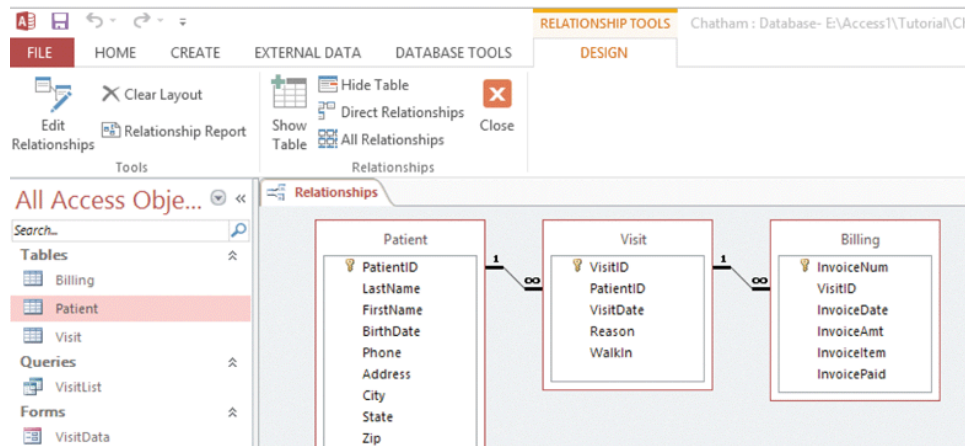 RELATIONSHIP TOOLS Chatham : Database- E:\Access1\Tutorial\Cl
FILE HOME CREATE EXTERNAL DATA DATABASE TOOLS DESIGN
Edit Relationships
Clear Layout
Relationship Report
Tools
Show Table
Hide Table
Direct Relationships
All Relationships
Close
Relationships
All Access Obje...
Search...
Tables
Billing
Patient
Visit
Queries
VisitList
Forms
VisitData
Relationships
Patient
PatientID
LastName
FirstName
BirthDate
Phone
Address
City
State
Zip
1 ∞
Visit
VisitID
PatientID
VisitDate
Reason
WalkIn
1 ∞
Billing
InvoiceNum
VisitID
InvoiceDate
InvoiceAmt
InvoiceItem
InvoicePaid